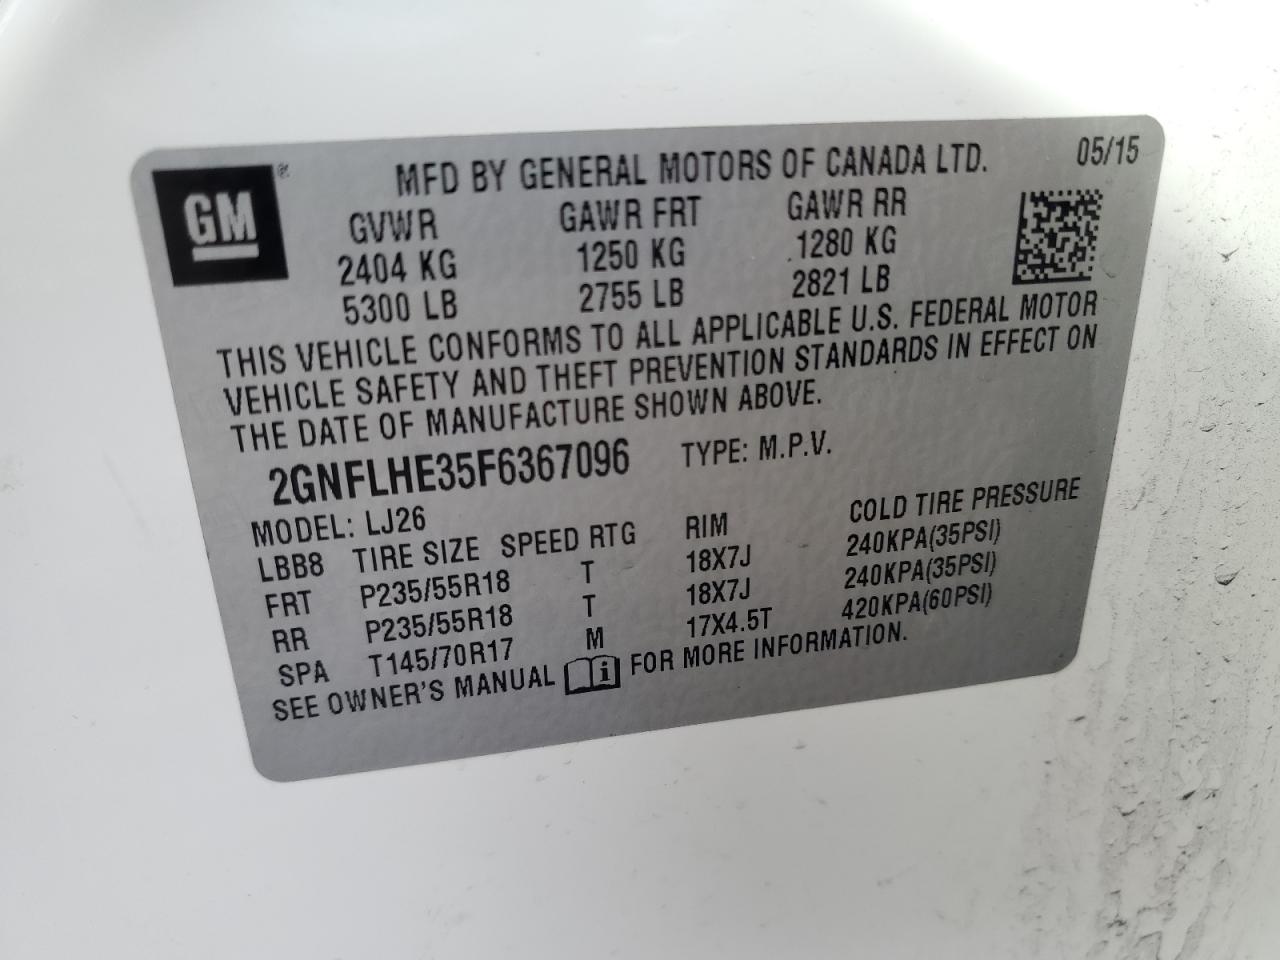 GM ®
MFD BY GENERAL MOTORS OF CANADA LTD. 05/15
GVWR GAWR FRT GAWR RR
2404 KG 1250 KG 1280 KG
5300 LB 2755 LB 2821 LB
THIS VEHICLE CONFORMS TO ALL APPLICABLE U.S. FEDERAL MOTOR
VEHICLE SAFETY AND THEFT PREVENTION STANDARDS IN EFFECT ON
THE DATE OF MANUFACTURE SHOWN ABOVE.
2GNFLHE35F6367096 TYPE: M.P.V.
MODEL: LJ26
LBB8 TIRE SIZE SPEED RTG RIM COLD TIRE PRESSURE
FRT P235/55R18 T 18X7J 240KPA(35PSI)
RR P235/55R18 T 18X7J 240KPA(35PSI)
SPA T145/70R17 M 17X4.5T 420KPA(60PSI)
SEE OWNER'S MANUAL i FOR MORE INFORMATION.